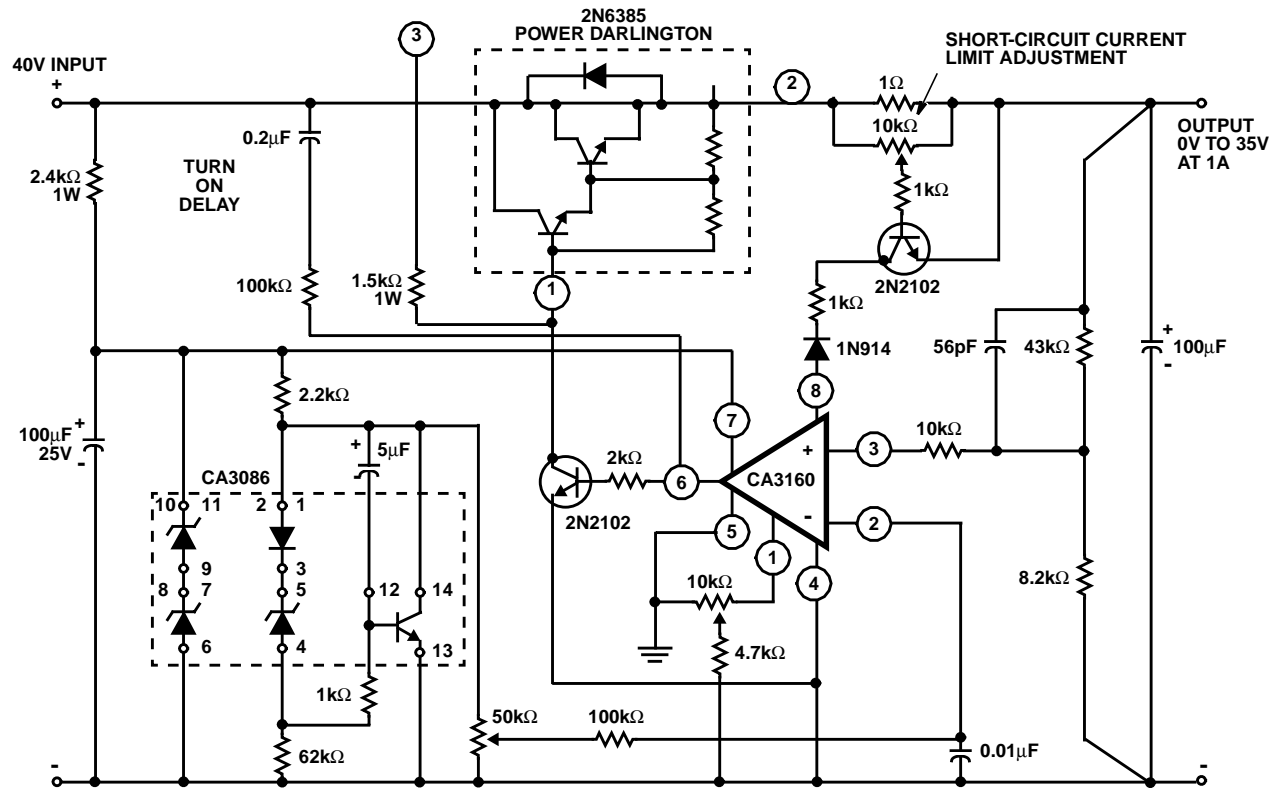 2N6385
POWER DARLINGTON
3
SHORT-CIRCUIT CURRENT
LIMIT ADJUSTMENT
40V INPUT
+
2
1Ω
10kΩ
OUTPUT
0V TO 35V
AT 1A
0.2μF
TURN
ON
DELAY
2.4kΩ
1W
1kΩ
100kΩ
1.5kΩ
1W
1
2N2102
1kΩ
1N914
56pF
43kΩ
+
100μF
-
2.2kΩ
8
7
100μF
25V
+
-
+
5μF
-
CA3086
2kΩ
6
+
CA3160
-
3
10kΩ
10 11
2 1
2N2102
5
2
9
3
8 7
5
12
14
10kΩ
1
4
8.2kΩ
6
4
13
4.7kΩ
1kΩ
50kΩ
100kΩ
62kΩ
0.01μF
-
-